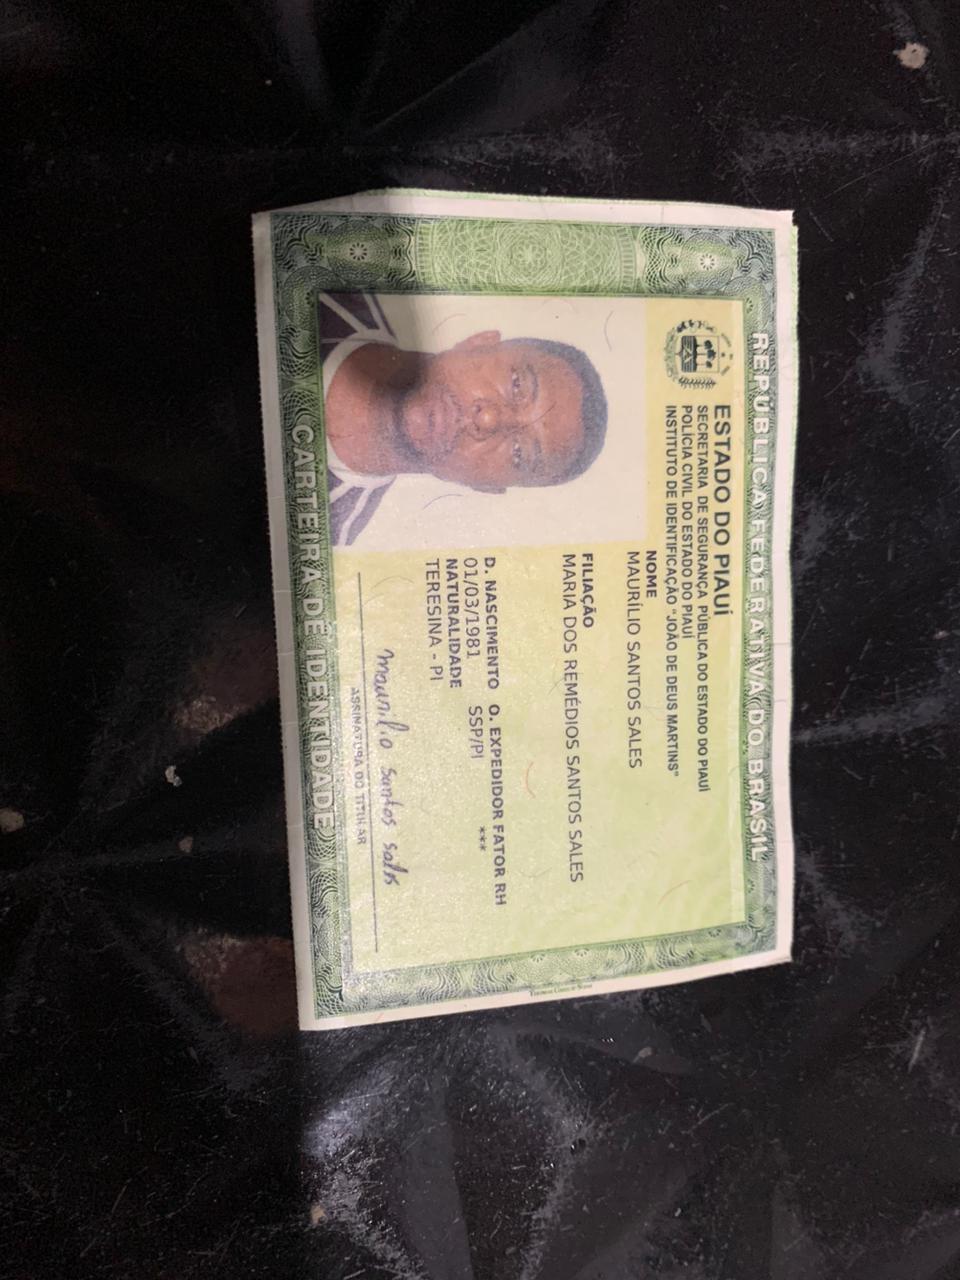 REPÚBLICA FEDERATIVA DO BRASIL
ESTADO DO PIAUÍ
SECRETARIA DE SEGURANÇA PÚBLICA DO ESTADO DO PIAUÍ
POLÍCIA CIVIL DO ESTADO DO PIAUÍ
INSTITUTO DE IDENTIFICAÇÃO "JOÃO DE DEUS MARTINS"
NOME
MAURÍLIO SANTOS SALES
FILIAÇÃO
MARIA DOS REMÉDIOS SANTOS SALES
D. NASCIMENTO O. EXPEDIDOR FATOR RH
01/03/1981 SSP/PI ***
NATURALIDADE
TERESINA - PI
Maurilio Santos Sales
ASSINATURA DO TITULAR
CARTEIRA DE IDENTIDADE